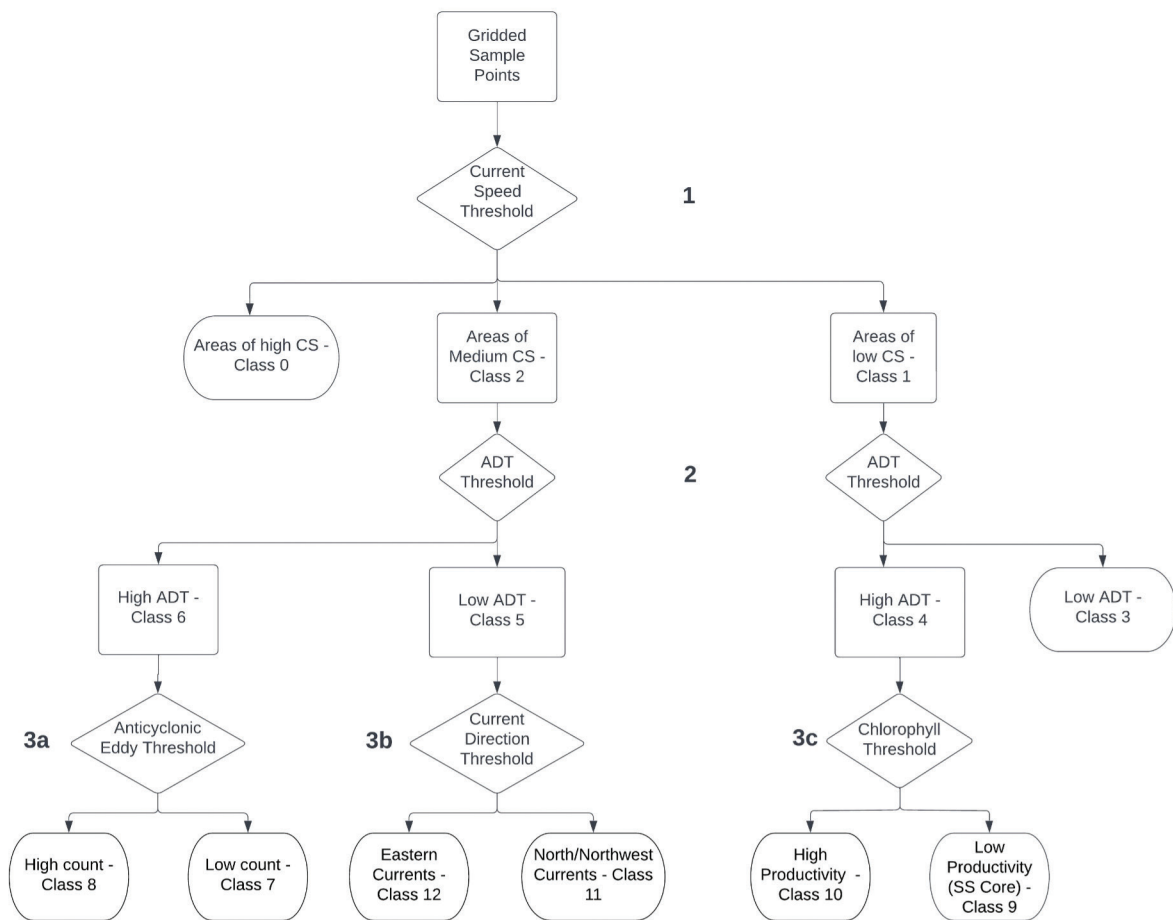 Gridded
Sample
Points
Current
Speed
Threshold
1
Areas of high CS -
Class 0
Areas of
Medium CS -
Class 2
Areas of
low CS -
Class 1
ADT
Threshold
2
ADT
Threshold
High ADT -
Class 6
Low ADT -
Class 5
High ADT -
Class 4
Low ADT -
Class 3
3a
Anticyclonic
Eddy Threshold
3b
Current
Direction
Threshold
3c
Chlorophyll
Threshold
High count -
Class 8
Low count -
Class 7
Eastern
Currents -
Class 12
North/Northwest
Currents - Class
11
High
Productivity -
Class 10
Low
Productivity
(SS Core) -
Class 9